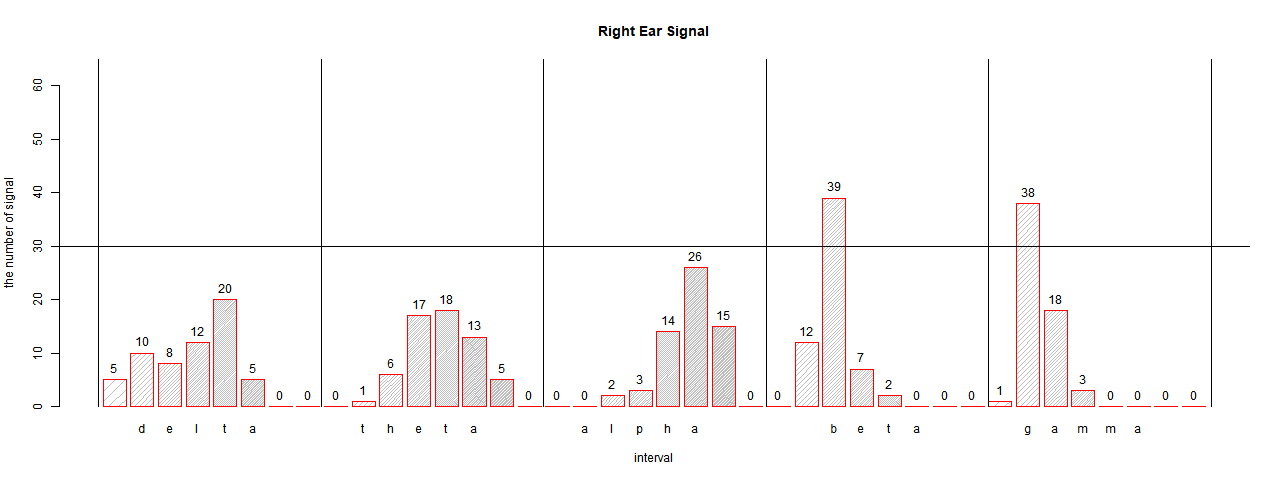 Right Ear Signal
the number of signal
60
50
40
30
20
10
0
5 10 8 12 20 5 0 0
0 1 6 17 18 13 5 0
0 0 2 3 14 26 15 0
0 12 39 7 2 0 0 0
1 38 18 3 0 0 0 0
d e l t a t h e t a a l p h a b e t a g a m m a
interval